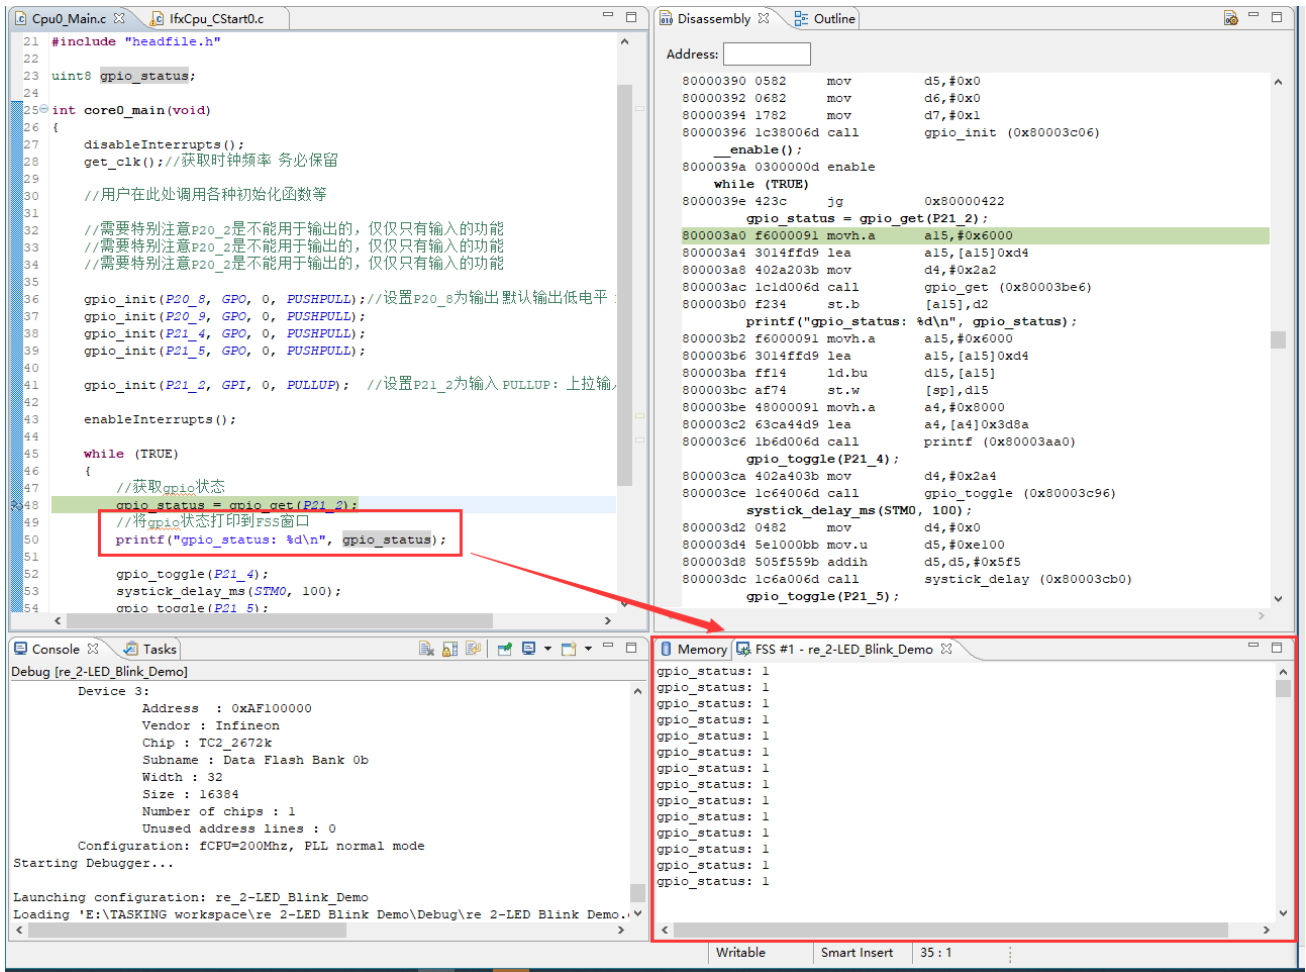 Cpu0_Main.c
IfxCpu_CStart0.c
21 #include "headfile.h"
22
23 uint8 gpio_status;
24
25 int core0_main(void)
26 {
27 disableInterrupts();
28 get_clk();//获取时钟频率 务必保留
29
30 //用户在此处调用各种初始化函数等
31
32 //需要特别注意P20_2是不能用于输出的，仅仅只有输入的功能
33 //需要特别注意P20_2是不能用于输出的，仅仅只有输入的功能
34 //需要特别注意P20_2是不能用于输出的，仅仅只有输入的功能
35
36 gpio_init(P20_8, GPO, 0, PUSHPULL);//设置P20_8为输出 默认输出低电平
37 gpio_init(P20_9, GPO, 0, PUSHPULL);
38 gpio_init(P21_4, GPO, 0, PUSHPULL);
39 gpio_init(P21_5, GPO, 0, PUSHPULL);
40
41 gpio_init(P21_2, GPI, 0, PULLUP); //设置P21_2为输入 PULLUP：上拉输
42
43 enableInterrupts();
44
45 while (TRUE)
46 {
47 //获取gpio状态
48 gpio_status = gpio_get(P21_2);
49 //将gpio状态打印到FSS窗口
50 printf("gpio_status: %d\n", gpio_status);
51
52 gpio_toggle(P21_4);
53 systick_delay_ms(STM0, 100);
54 gpio_toggle(P21_5);
Disassembly
Outline
Address:
80000390 0582 mov d5,#0x0
80000392 0682 mov d6,#0x0
80000394 1782 mov d7,#0x1
80000396 1c38006d call gpio_init (0x80003c06)
__enable();
8000039a 0300000d enable
while (TRUE)
8000039e 423c jg 0x80000422
gpio_status = gpio_get(P21_2);
800003a0 f6000091 movh.a a15,#0x6000
800003a4 3014ffd9 lea a15,[a15]0xd4
800003a8 402a203b mov d4,#0x2a2
800003ac 1c1d006d call gpio_get (0x80003be6)
800003b0 f234 st.b [a15],d2
printf("gpio_status: %d\n", gpio_status);
800003b2 f6000091 movh.a a15,#0x6000
800003b6 3014ffd9 lea a15,[a15]0xd4
800003ba ff14 ld.bu d15,[a15]
800003bc af74 st.w [sp],d15
800003be 48000091 movh.a a4,#0x8000
800003c2 63ca44d9 lea a4,[a4]0x3d8a
800003c6 1b6d006d call printf (0x80003aa0)
gpio_toggle(P21_4);
800003ca 402a403b mov d4,#0x2a4
800003ce 1c64006d call gpio_toggle (0x80003c96)
systick_delay_ms(STM0, 100);
800003d2 0482 mov d4,#0x0
800003d4 5e1000bb mov.u d5,#0xe100
800003d8 505f559b addih d5,d5,#0x5f5
800003dc 1c6a006d call systick_delay (0x80003cb0)
gpio_toggle(P21_5);
Console
Tasks
Debug [re_2-LED_Blink_Demo]
Device 3:
Address : 0xAF100000
Vendor : Infineon
Chip : TC2_2672k
Subname : Data Flash Bank 0b
Width : 32
Size : 16384
Number of chips : 1
Unused address lines : 0
Configuration: fCPU=200Mhz, PLL normal mode
Starting Debugger...
Launching configuration: re_2-LED_Blink_Demo
Loading 'E:\TASKING workspace\re_2-LED_Blink_Demo\Debug\re_2-LED_Blink_Demo.
Memory
FSS #1 - re_2-LED_Blink_Demo
gpio_status: 1
gpio_status: 1
gpio_status: 1
gpio_status: 1
gpio_status: 1
gpio_status: 1
gpio_status: 1
gpio_status: 1
gpio_status: 1
gpio_status: 1
gpio_status: 1
gpio_status: 1
gpio_status: 1
gpio_status: 1
Writable
Smart Insert
35 : 1